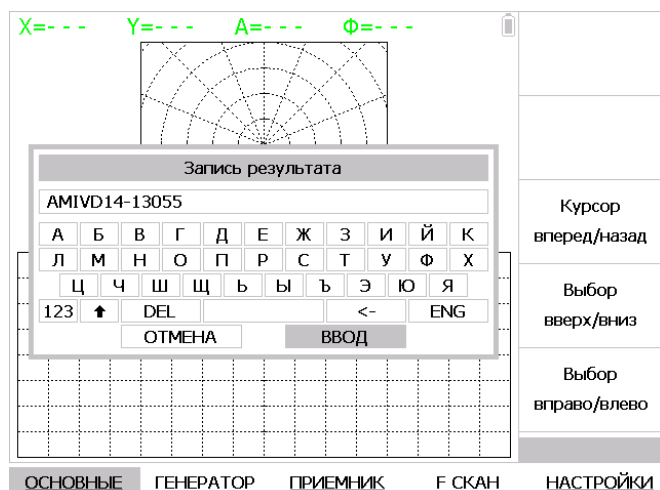 X=- - - Y=- - - A=- - - Ф=- - -
Запись результата
AMIVD14-13055
А Б В Г Д Е Ж З И Й К
Л М Н О П Р С Т У Ф Х
Ц Ч Ш Щ Ь Ы Ъ Э Ю Я
123 ⬆ DEL <- ENG
ОТМЕНА ВВОД
Курсор
вперед/назад
Выбор
вверх/вниз
Выбор
вправо/влево
ОСНОВНЫЕ ГЕНЕРАТОР ПРИЕМНИК F СКАН НАСТРОЙКИ